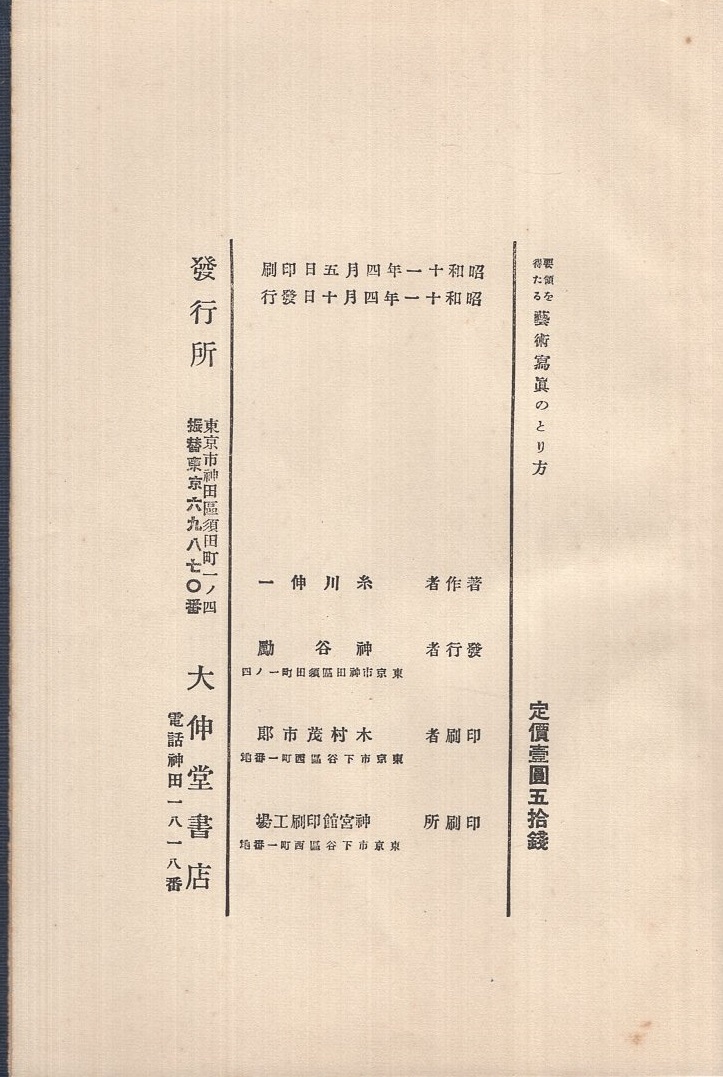 要領を
得たる
藝術寫眞のとり方
定價壹圓五拾錢
昭和十一年四月五日印刷
昭和十一年四月十日發行
著作者 糸川伸一
發行者 神谷勵
東京市神田區須田町一ノ四
印刷者 木村茂市郎
東京市下谷區西町一番地
印刷所 神宮館印刷工場
東京市下谷區西町一番地
發行所
東京市神田區須田町一ノ四
振替東京六九八七〇番
大伸堂書店
電話神田一八一八番